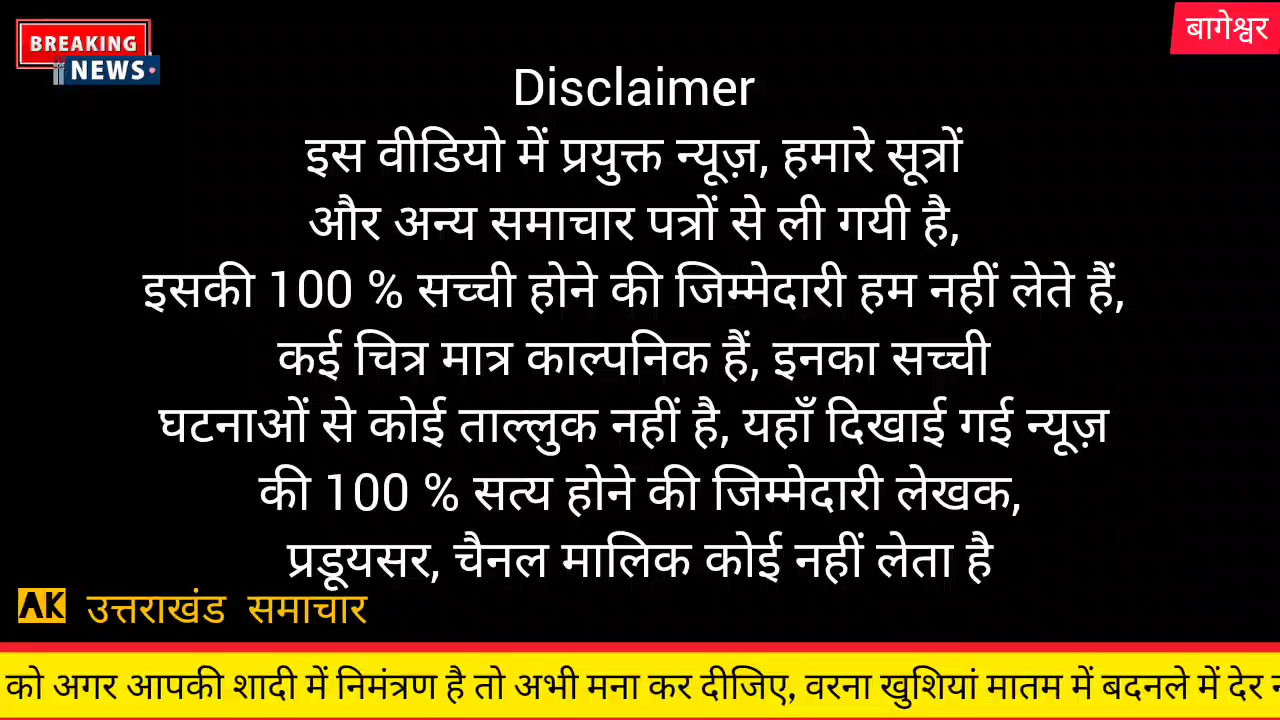 BREAKING
NEWS
बागेश्वर
Disclaimer
इस वीडियो में प्रयुक्त न्यूज़, हमारे सूत्रों
और अन्य समाचार पत्रों से ली गयी है,
इसकी 100 % सच्ची होने की जिम्मेदारी हम नहीं लेते हैं,
कई चित्र मात्र काल्पनिक हैं, इनका सच्ची
घटनाओं से कोई ताल्लुक नहीं है, यहाँ दिखाई गई न्यूज़
की 100 % सत्य होने की जिम्मेदारी लेखक,
प्रडूयसर, चैनल मालिक कोई नहीं लेता है
AK उत्तराखंड समाचार
को अगर आपकी शादी में निमंत्रण है तो अभी मना कर दीजिए, वरना खुशियां मातम में बदनले में देर